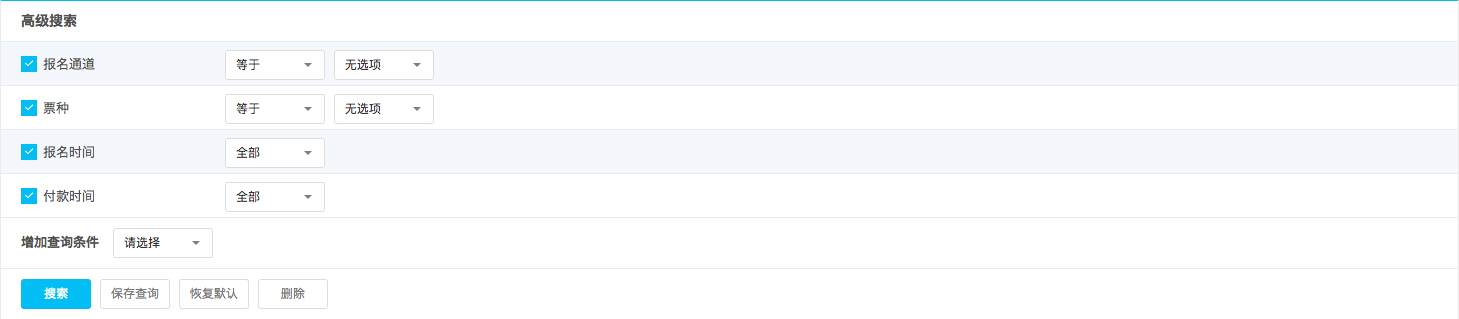 高级搜索
报名通道 等于 无选项
票种 等于 无选项
报名时间 全部
付款时间 全部
增加查询条件 请选择
搜索 保存查询 恢复默认 删除